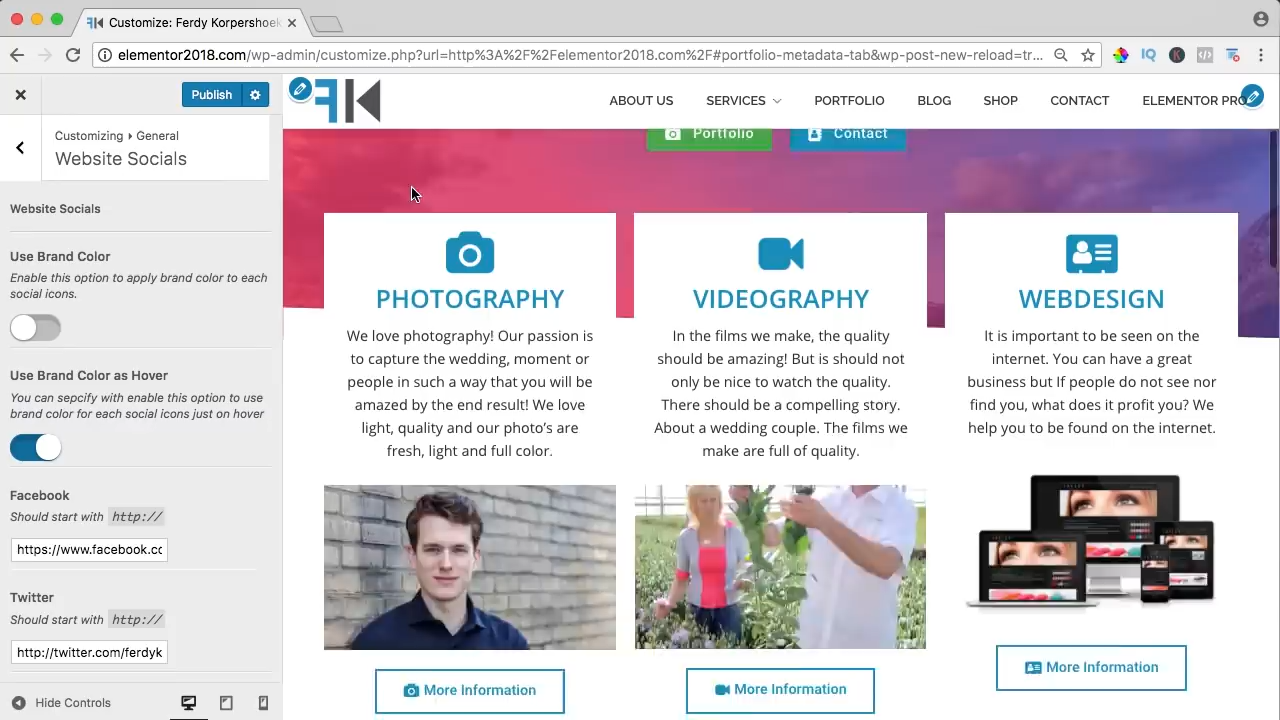 Customize: Ferdy Korpershoek
elementor2018.com/wp-admin/customize.php?url=http%3A%2F%2Felementor2018.com%2F#portfolio-metadata-tab&wp-post-new-reload=tr...
Publish
Customizing ▸ General
Website Socials
Website Socials
Use Brand Color
Enable this option to apply brand color to each
social icons.
Use Brand Color as Hover
You can sepcify with enable this option to use
brand color for each social icons just on hover
Facebook
Should start with http://
https://www.facebook.cc
Twitter
Should start with http://
http://twitter.com/ferdyk
Hide Controls
FK
ABOUT US
SERVICES
PORTFOLIO
BLOG
SHOP
CONTACT
ELEMENTOR PRO
Portfolio
Contact
PHOTOGRAPHY
We love photography! Our passion is
to capture the wedding, moment or
people in such a way that you will be
amazed by the end result! We love
light, quality and our photo's are
fresh, light and full color.
More Information
VIDEOGRAPHY
In the films we make, the quality
should be amazing! But is should not
only be nice to watch the quality.
There should be a compelling story.
About a wedding couple. The films we
make are full of quality.
More Information
WEBDESIGN
It is important to be seen on the
internet. You can have a great
business but If people do not see nor
find you, what does it profit you? We
help you to be found on the internet.
More Information